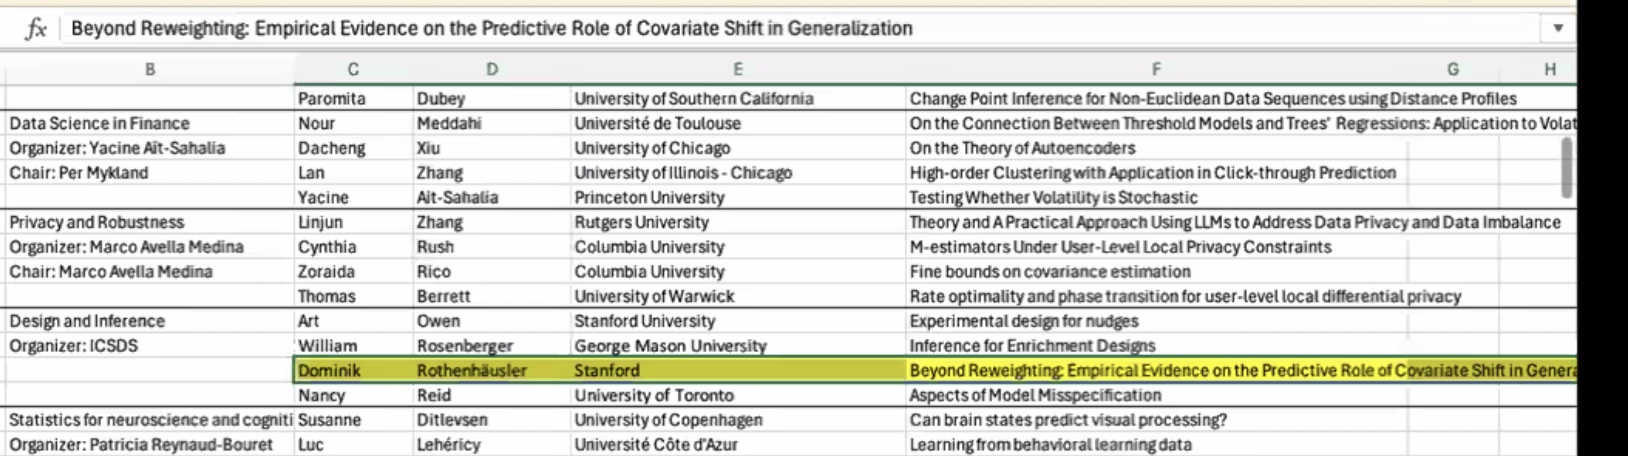 fx Beyond Reweighting: Empirical Evidence on the Predictive Role of Covariate Shift in Generalization
B C D E F G H
Paromita Dubey University of Southern California Change Point Inference for Non-Euclidean Data Sequences using Distance Profiles
Data Science in Finance Nour Meddahi Université de Toulouse On the Connection Between Threshold Models and Trees' Regressions: Application to Volat
Organizer: Yacine Aït-Sahalia Dacheng Xiu University of Chicago On the Theory of Autoencoders
Chair: Per Mykland Lan Zhang University of Illinois - Chicago High-order Clustering with Application in Click-through Prediction
Yacine Aït-Sahalia Princeton University Testing Whether Volatility is Stochastic
Privacy and Robustness Linjun Zhang Rutgers University Theory and A Practical Approach Using LLMs to Address Data Privacy and Data Imbalance
Organizer: Marco Avella Medina Cynthia Rush Columbia University M-estimators Under User-Level Local Privacy Constraints
Chair: Marco Avella Medina Zoraida Rico Columbia University Fine bounds on covariance estimation
Thomas Berrett University of Warwick Rate optimality and phase transition for user-level local differential privacy
Design and Inference Art Owen Stanford University Experimental design for nudges
Organizer: ICSDS William Rosenberger George Mason University Inference for Enrichment Designs
Dominik Rothenhäusler Stanford Beyond Reweighting: Empirical Evidence on the Predictive Role of Covariate Shift in Genera
Nancy Reid University of Toronto Aspects of Model Misspecification
Statistics for neuroscience and cogniti Susanne Ditlevsen University of Copenhagen Can brain states predict visual processing?
Organizer: Patricia Reynaud-Bouret Luc Lehéricy Université Côte d'Azur Learning from behavioral learning data